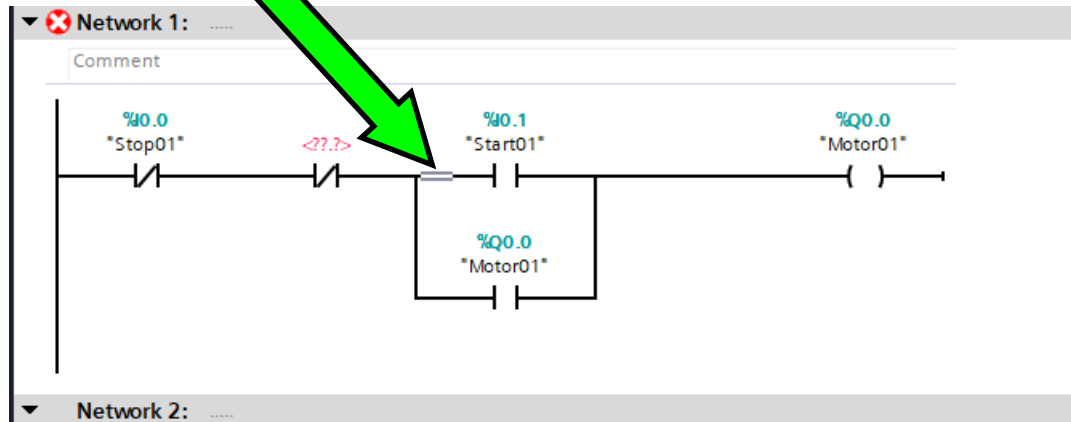 Network 1: .....
Comment
%I0.0 %I0.1 %Q0.0
"Stop01" <??.?> "Start01" "Motor01"
%Q0.0
"Motor01"
Network 2: .....